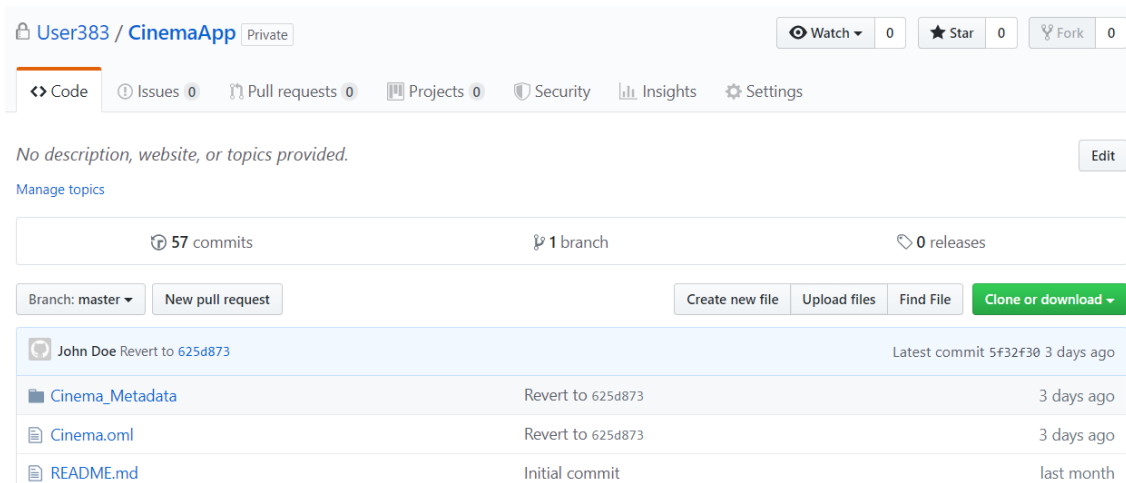 User383 / CinemaApp Private Watch 0 Star 0 Fork 0
Code Issues 0 Pull requests 0 Projects 0 Security Insights Settings
No description, website, or topics provided. Edit
Manage topics
57 commits 1 branch 0 releases
Branch: master New pull request Create new file Upload files Find File Clone or download
John Doe Revert to 625d873 Latest commit 5f32f30 3 days ago
Cinema_Metadata Revert to 625d873 3 days ago
Cinema.oml Revert to 625d873 3 days ago
README.md Initial commit last month